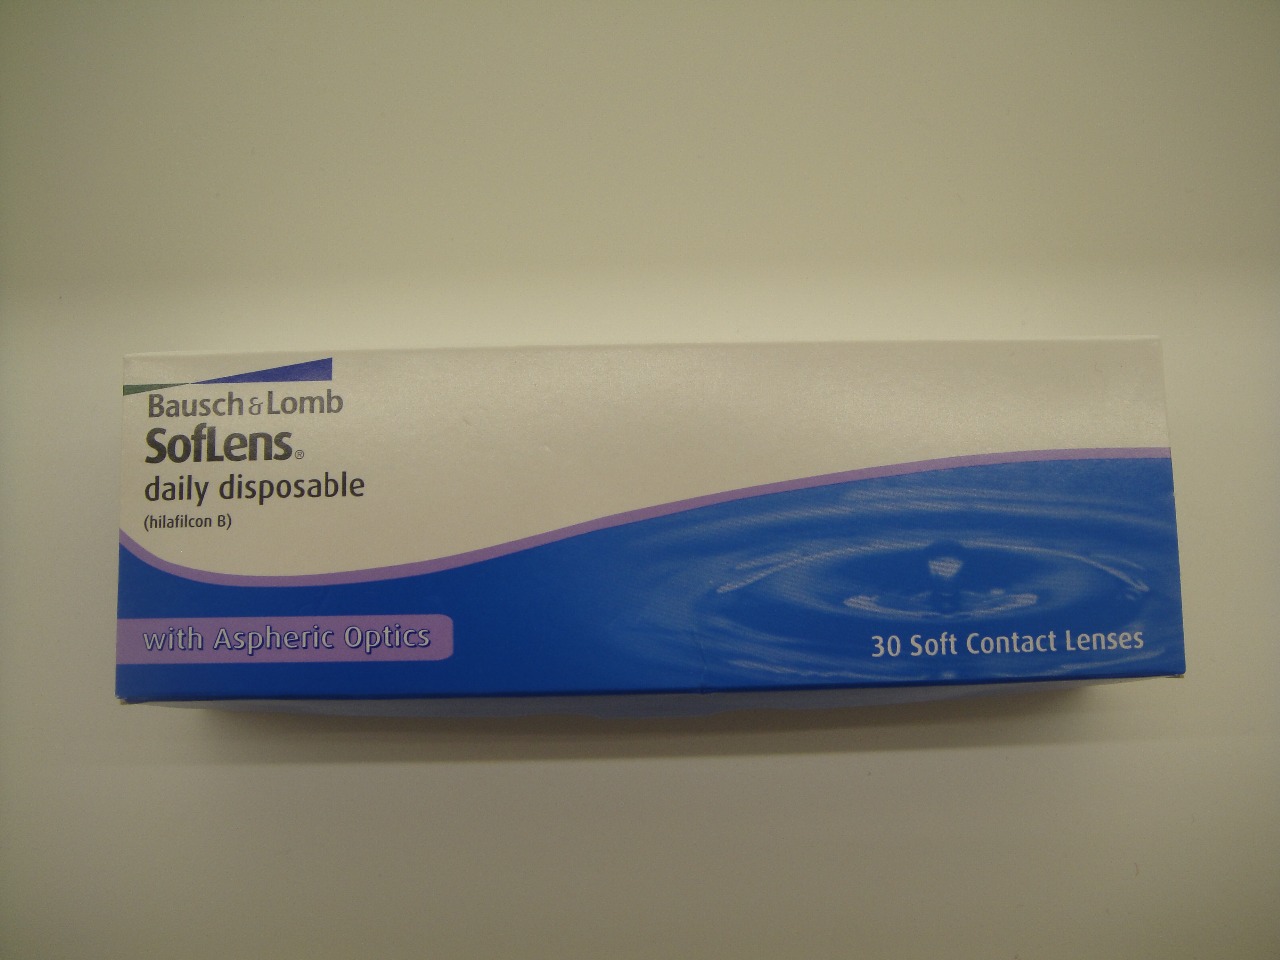 Bausch & Lomb
SofLens®
daily disposable
(hilafilcon B)
with Aspheric Optics
30 Soft Contact Lenses